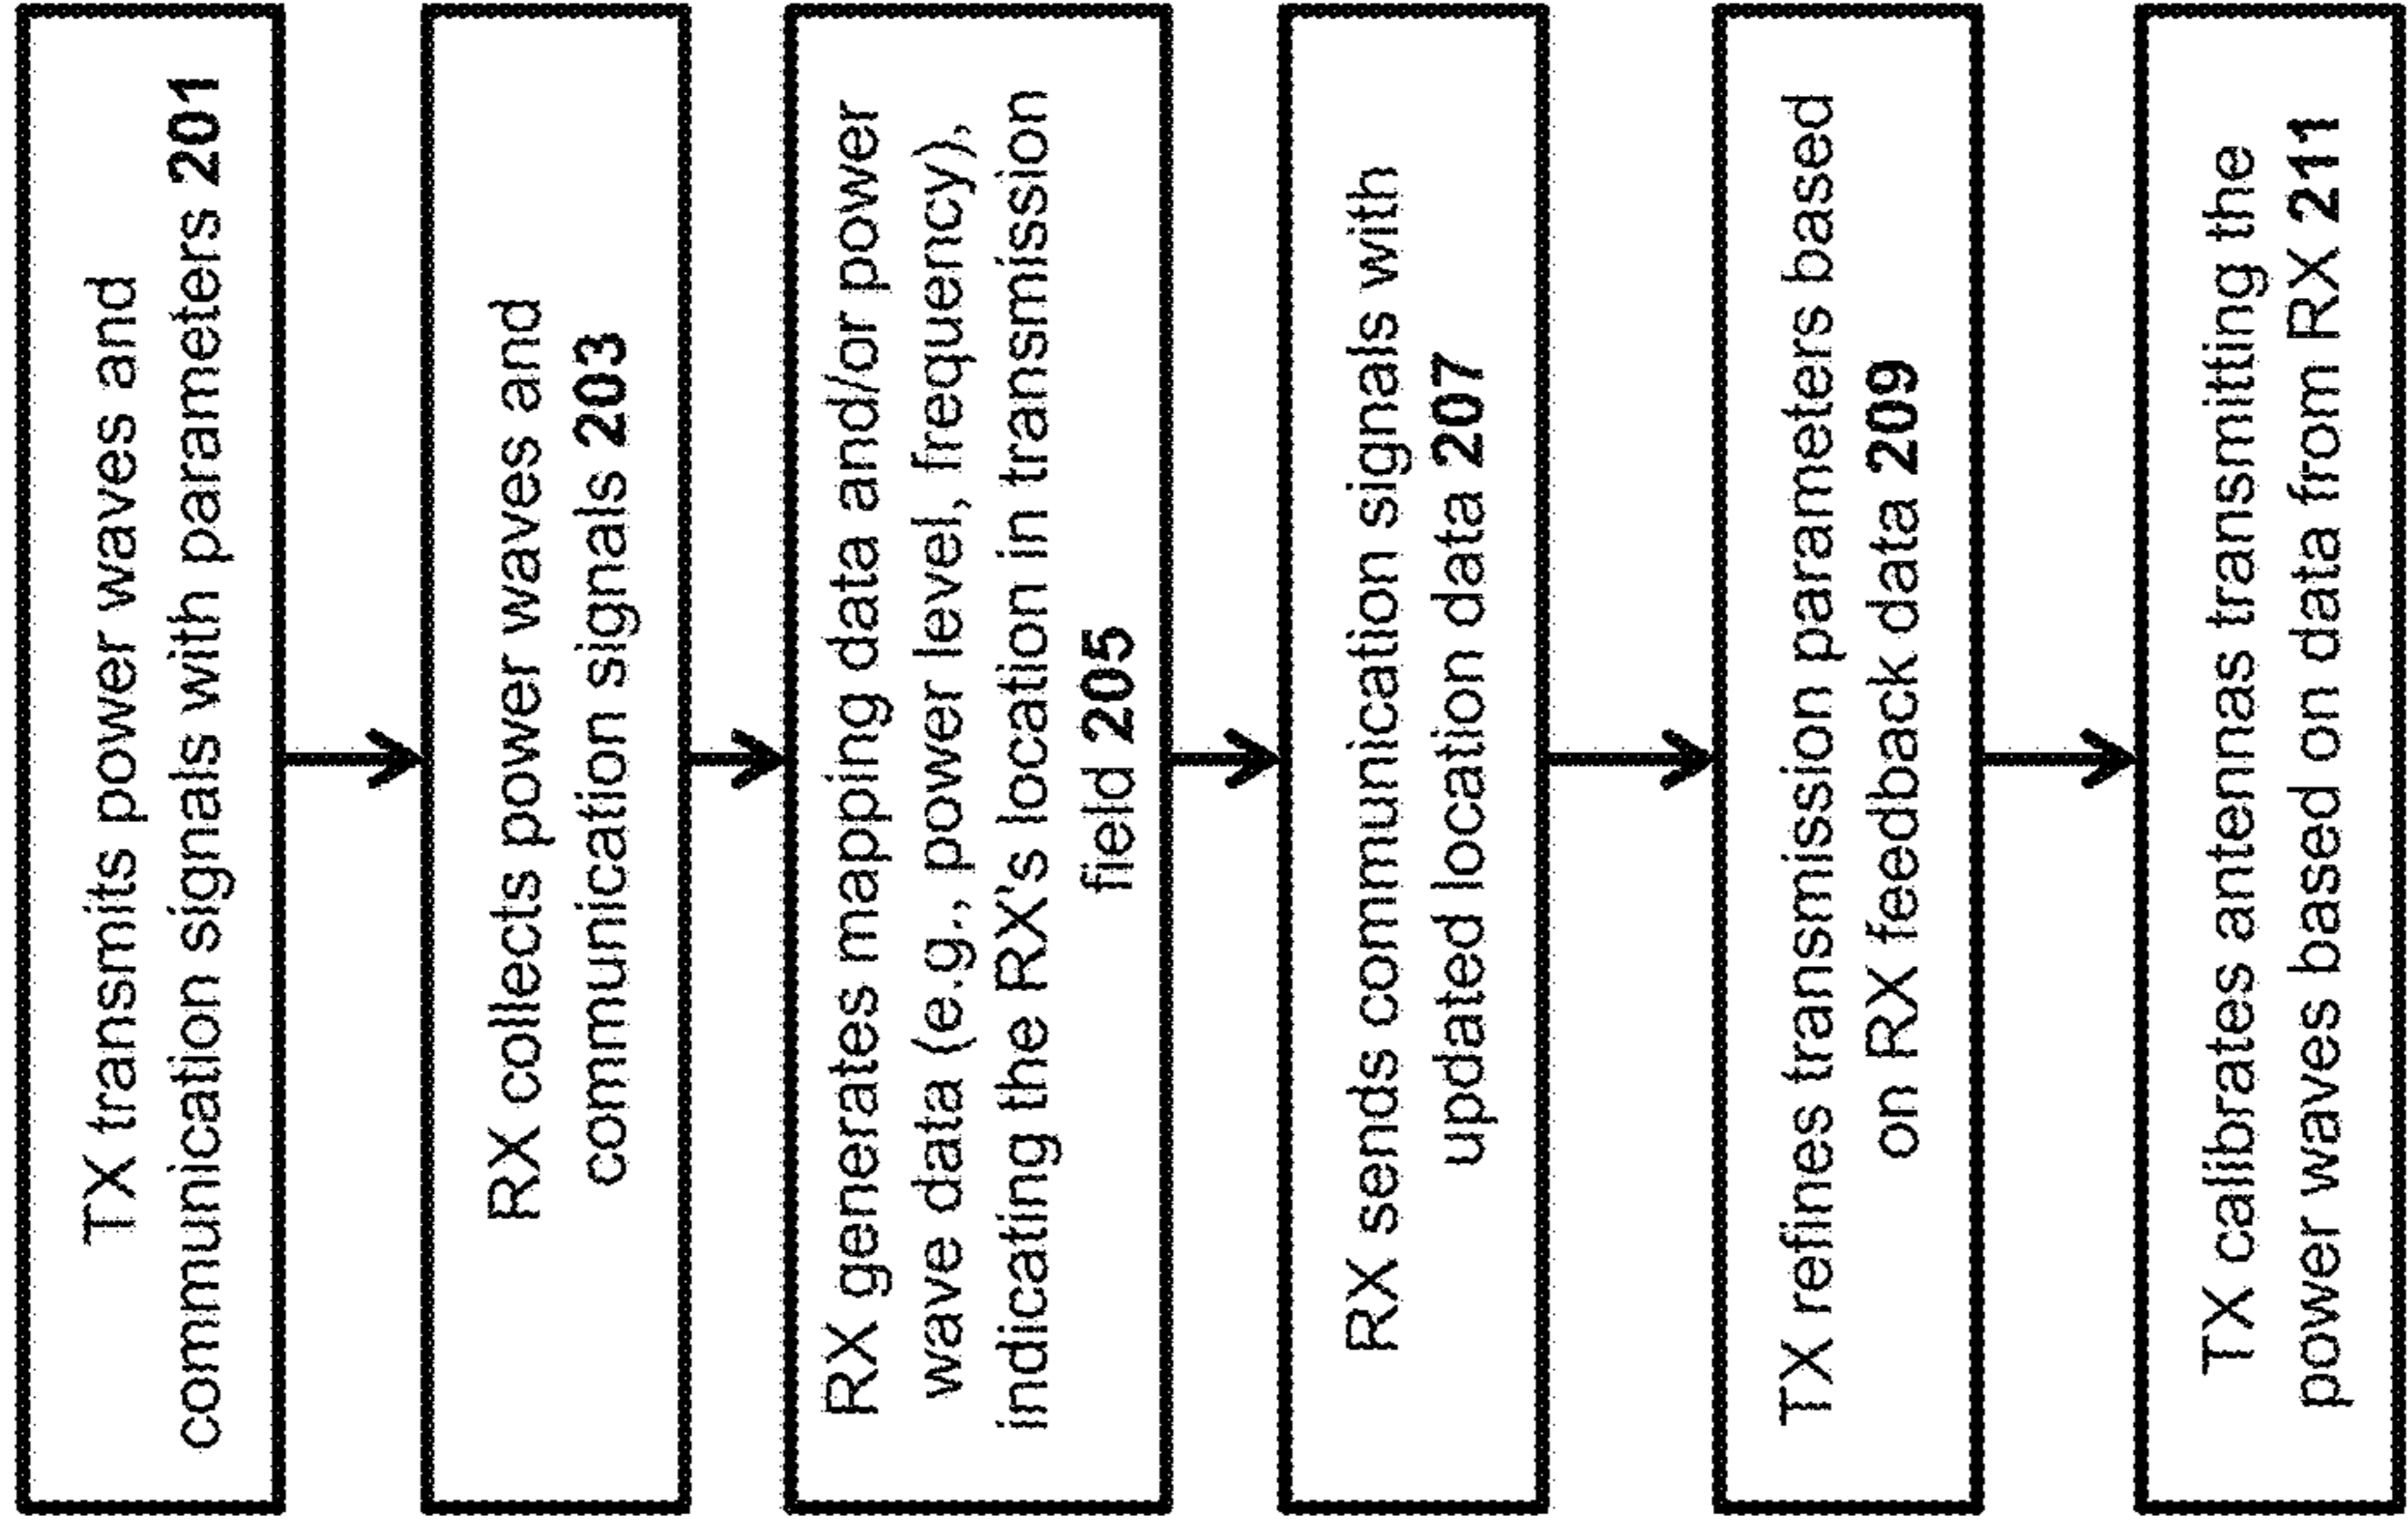 TX transmits power waves and
communication signals with parameters 201
RX collects power waves and
communication signals 203
RX generates mapping data and/or power
wave data (e.g., power level, frequency),
indicating the RX's location in transmission
field 205
RX sends communication signals with
updated location data 207
TX refines transmission parameters based
on RX feedback data 209
TX calibrates antennas transmitting the
power waves based on data from RX 211